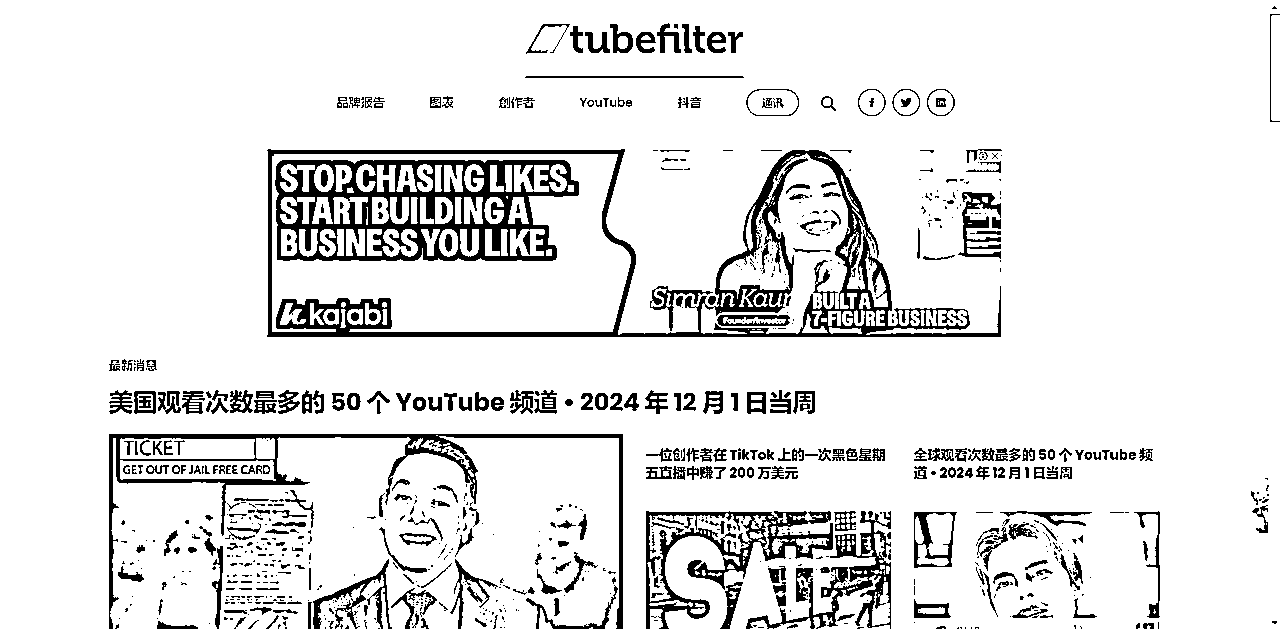 tubefilter
品牌报告 图表 创作者 YouTube 抖音 通讯
STOP CHASING LIKES.
START BUILDING A
BUSINESS YOU LIKE.
kajabi
Simran Kaur
Founder/Investor
BUILT A
7-FIGURE BUSINESS
最新消息
美国观看次数最多的 50 个 YouTube 频道 • 2024 年 12 月 1 日当周
TICKET
GET OUT OF JAIL FREE CARD
一位创作者在 TikTok 上的一次黑色星期
五直播中赚了 200 万美元
SALE
全球观看次数最多的 50 个 YouTube 频
道 • 2024 年 12 月 1 日当周